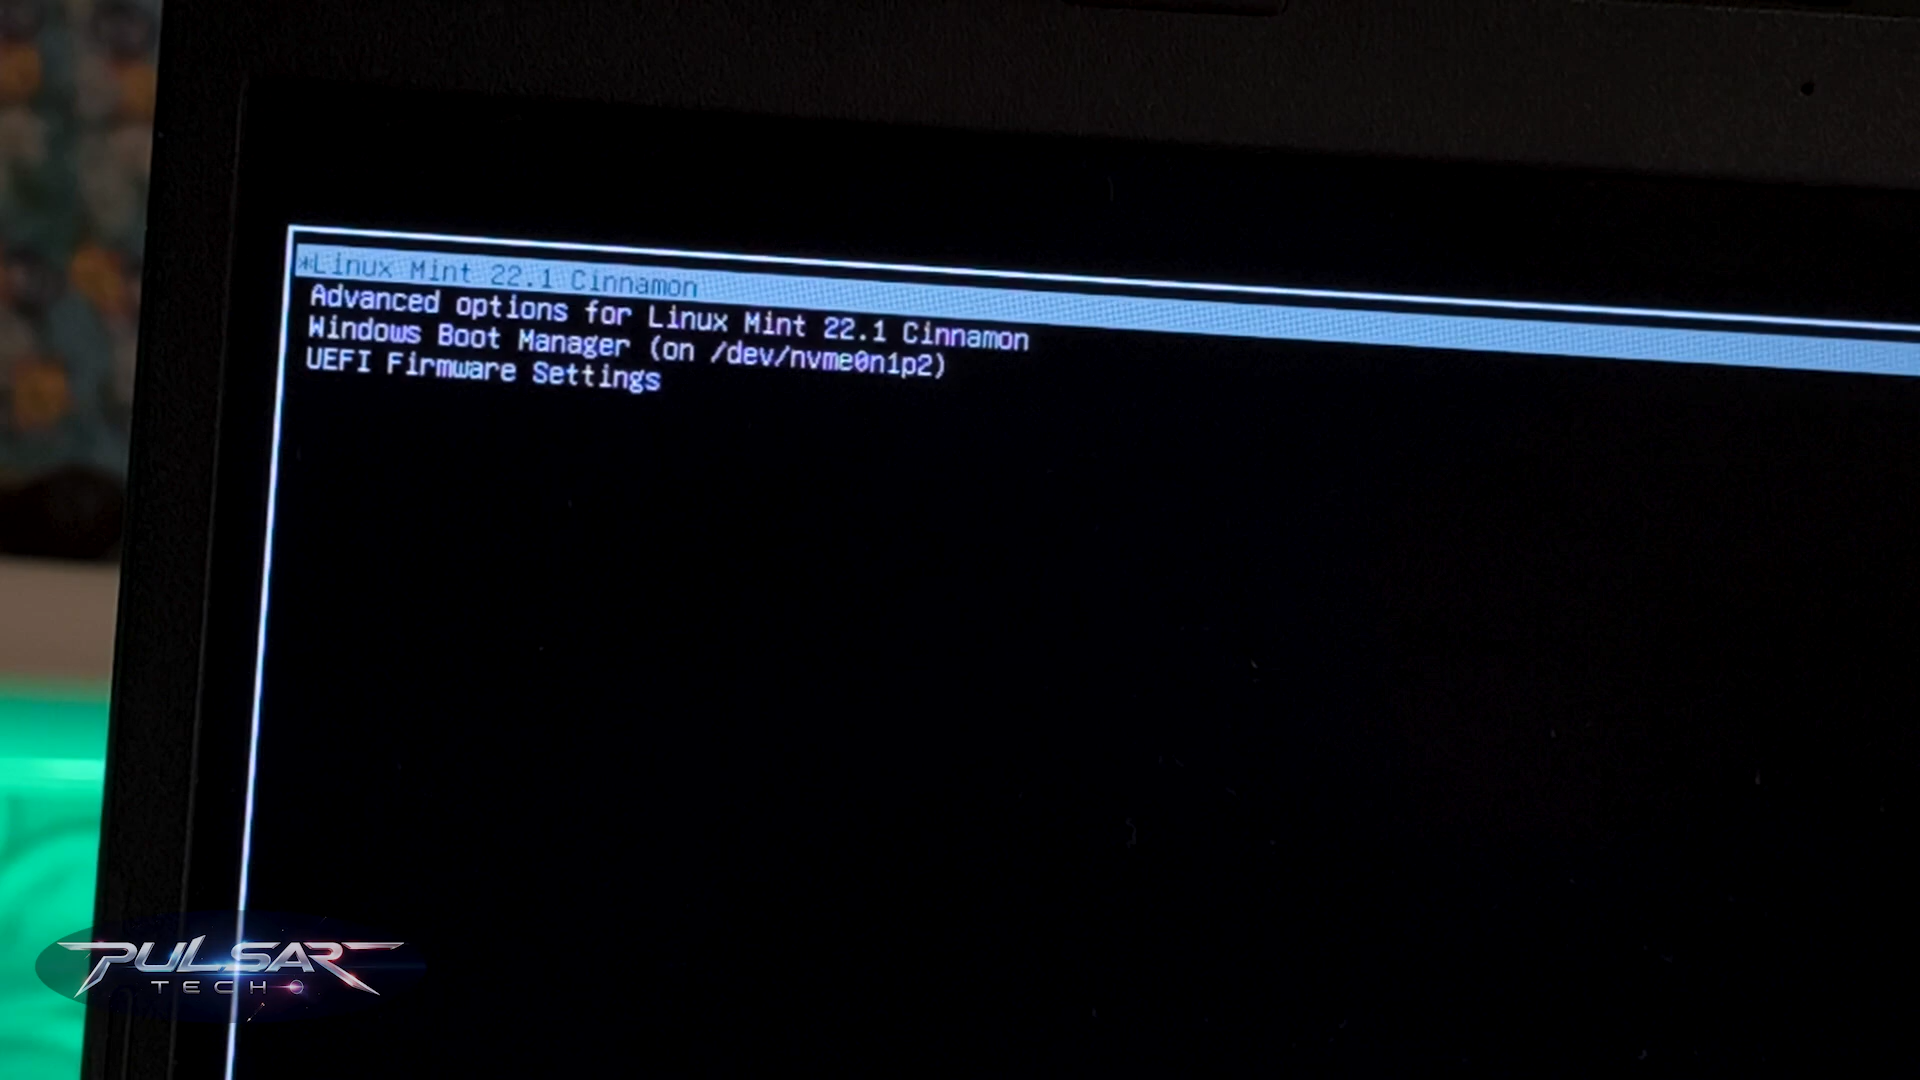 *Linux Mint 22.1 Cinnamon
Advanced options for Linux Mint 22.1 Cinnamon
Windows Boot Manager (on /dev/nvme0n1p2)
UEFI Firmware Settings
PULSAR
TECH